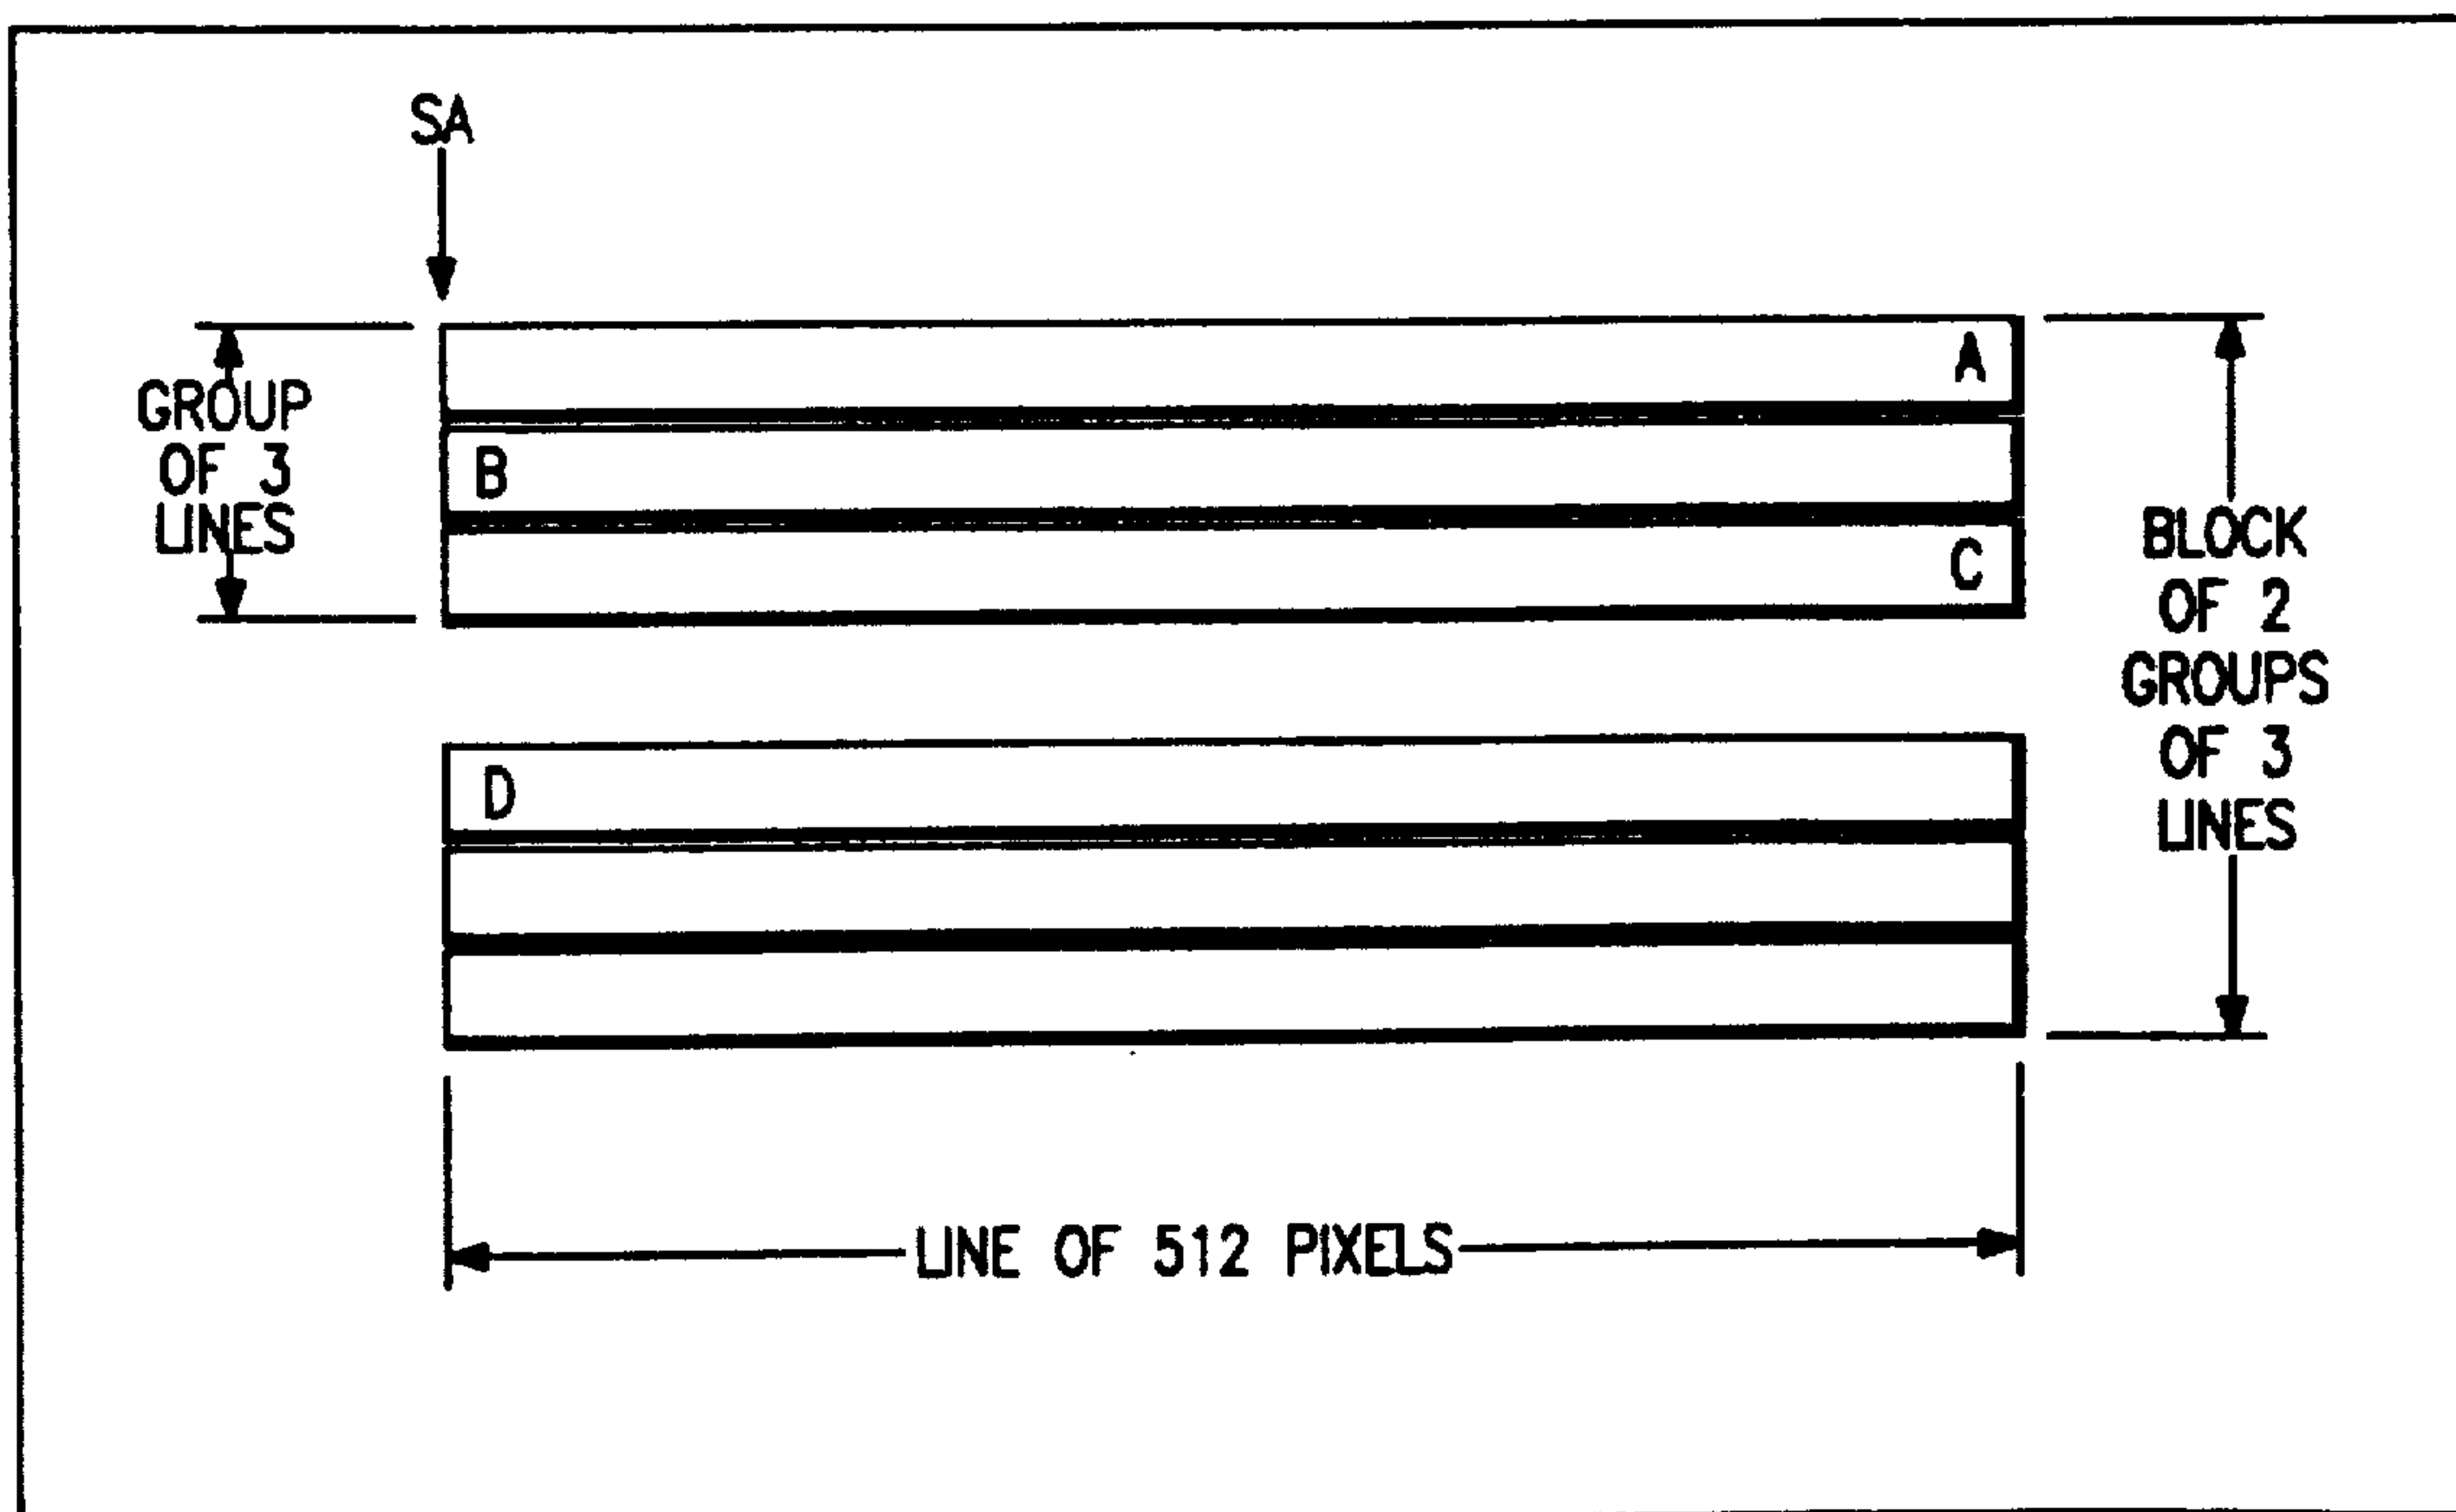 SA
GROUP
OF 3
LINES
A
B
C
D
BLOCK
OF 2
GROUPS
OF 3
LINES
LINE OF 512 PIXELS